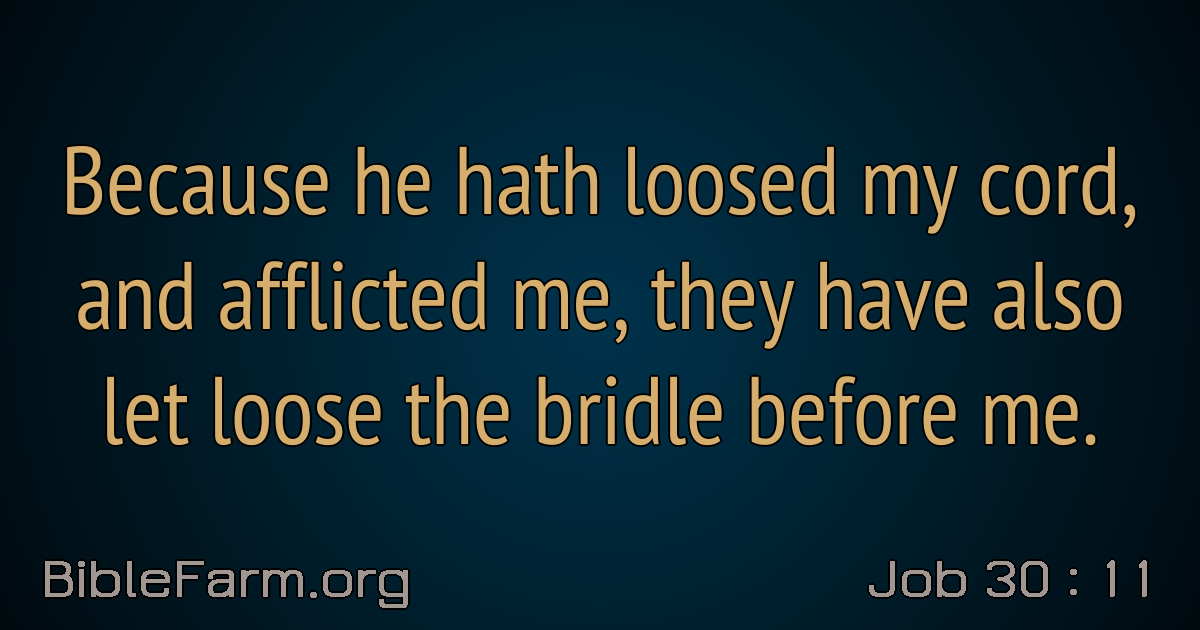 Because he hath loosed my cord,
and afflicted me, they have also
let loose the bridle before me.
BibleFarm.org
Job 30 : 11